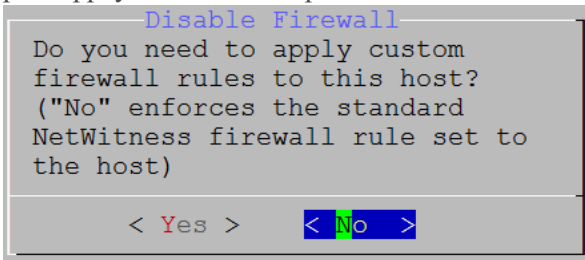 Disable Firewall
Do you need to apply custom
firewall rules to this host?
("No" enforces the standard
NetWitness firewall rule set to
the host)
< Yes > < No >